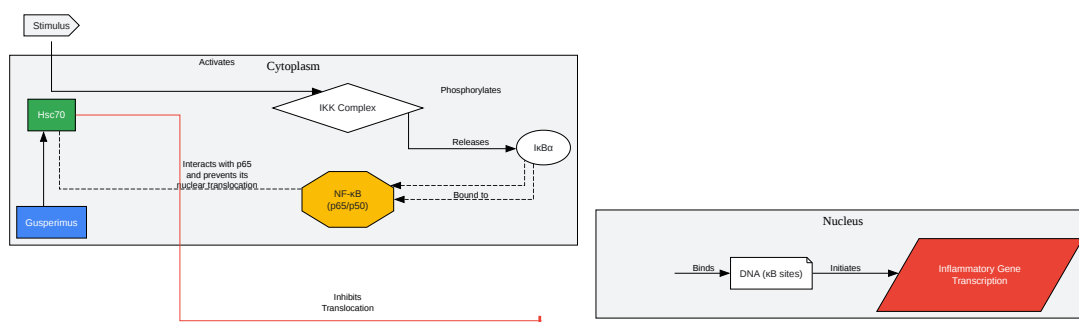 Stimulus
Activates
Cytoplasm
IKK Complex
Phosphorylates
Hsc70
Releases
IκBα
Interacts with p65
and prevents its
nuclear translocation
NF-κB
(p65/p50)
Bound to
Gusperimus
Nucleus
Binds
DNA (κB sites)
Initiates
Inflammatory Gene
Transcription
Inhibits
Translocation